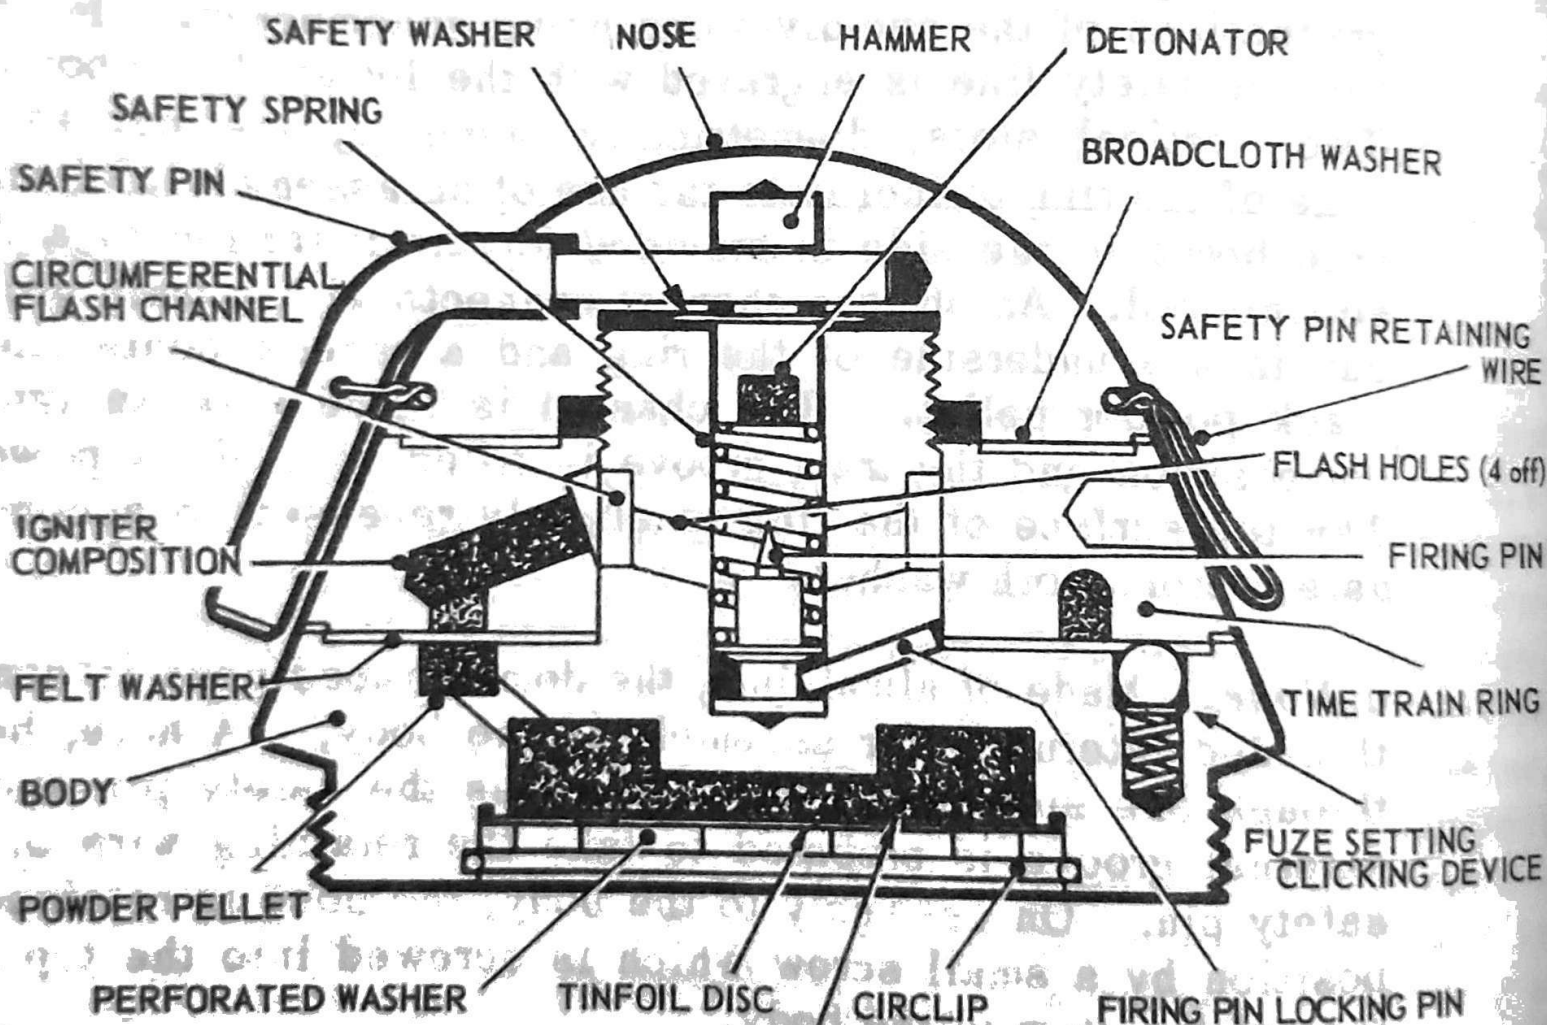 SAFETY WASHER
NOSE
HAMMER
DETONATOR
SAFETY SPRING
BROADCLOTH WASHER
SAFETY PIN
CIRCUMFERENTIAL
FLASH CHANNEL
SAFETY PIN RETAINING
WIRE
FLASH HOLES (4 off)
IGNITER
COMPOSITION
FIRING PIN
FELT WASHER
TIME TRAIN RING
BODY
FUZE SETTING
CLICKING DEVICE
POWDER PELLET
PERFORATED WASHER
TINFOIL DISC
CIRCLIP
FIRING PIN LOCKING PIN